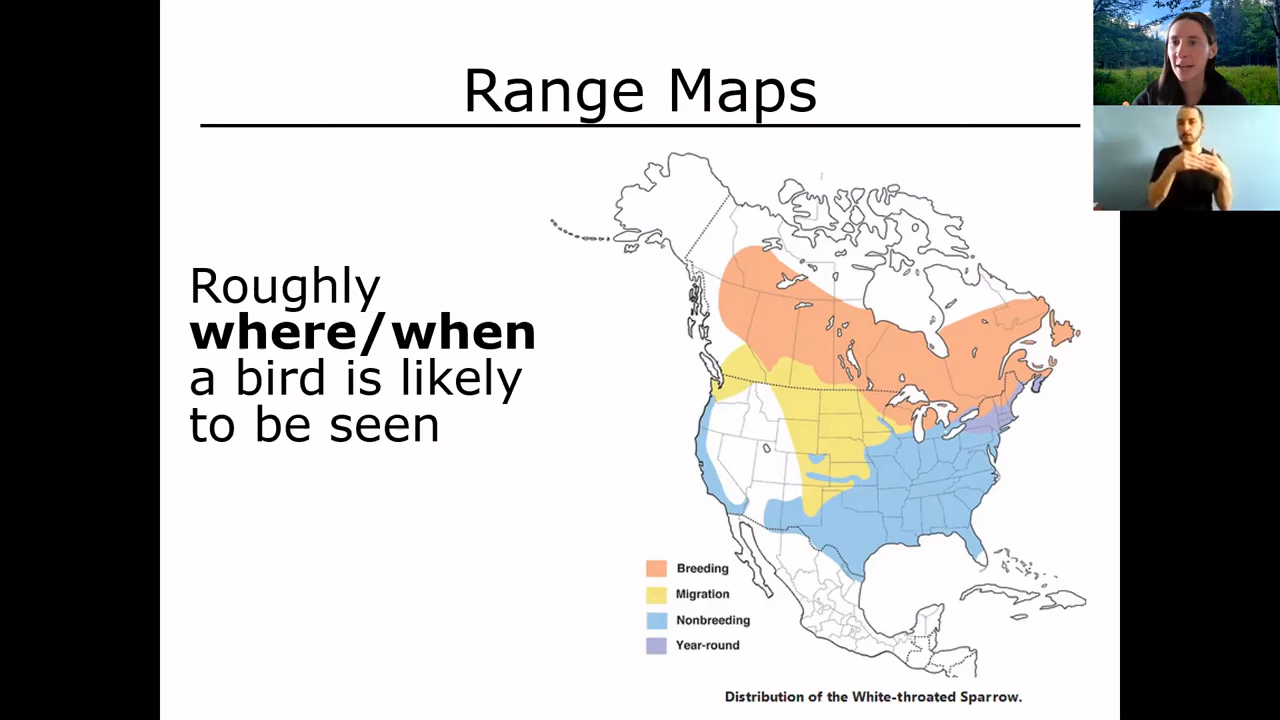 Range Maps
Roughly
where/when
a bird is likely
to be seen
Breeding
Migration
Nonbreeding
Year-round
Distribution of the White-throated Sparrow.